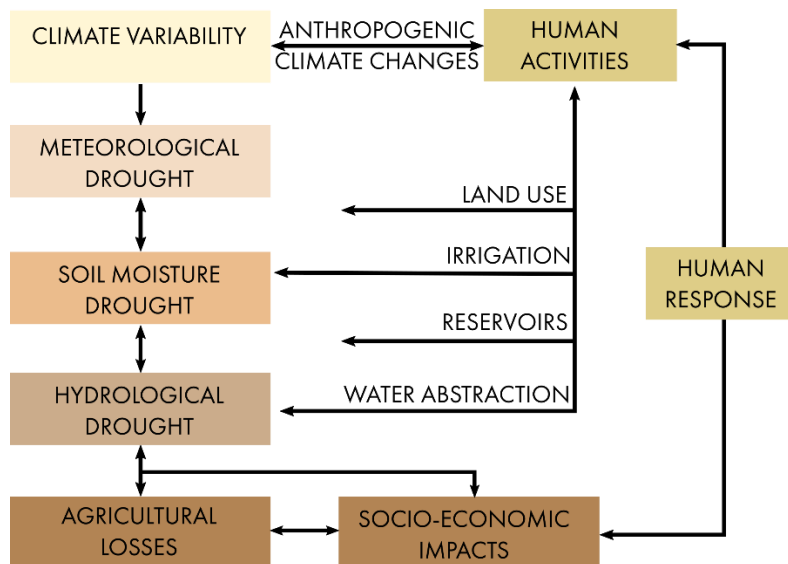 CLIMATE VARIABILITY
ANTHROPOGENIC
CLIMATE CHANGES
HUMAN
ACTIVITIES
METEOROLOGICAL
DROUGHT
LAND USE
SOIL MOISTURE
DROUGHT
IRRIGATION
HUMAN
RESPONSE
RESERVOIRS
HYDROLOGICAL
DROUGHT
WATER ABSTRACTION
AGRICULTURAL
LOSSES
SOCIO-ECONOMIC
IMPACTS